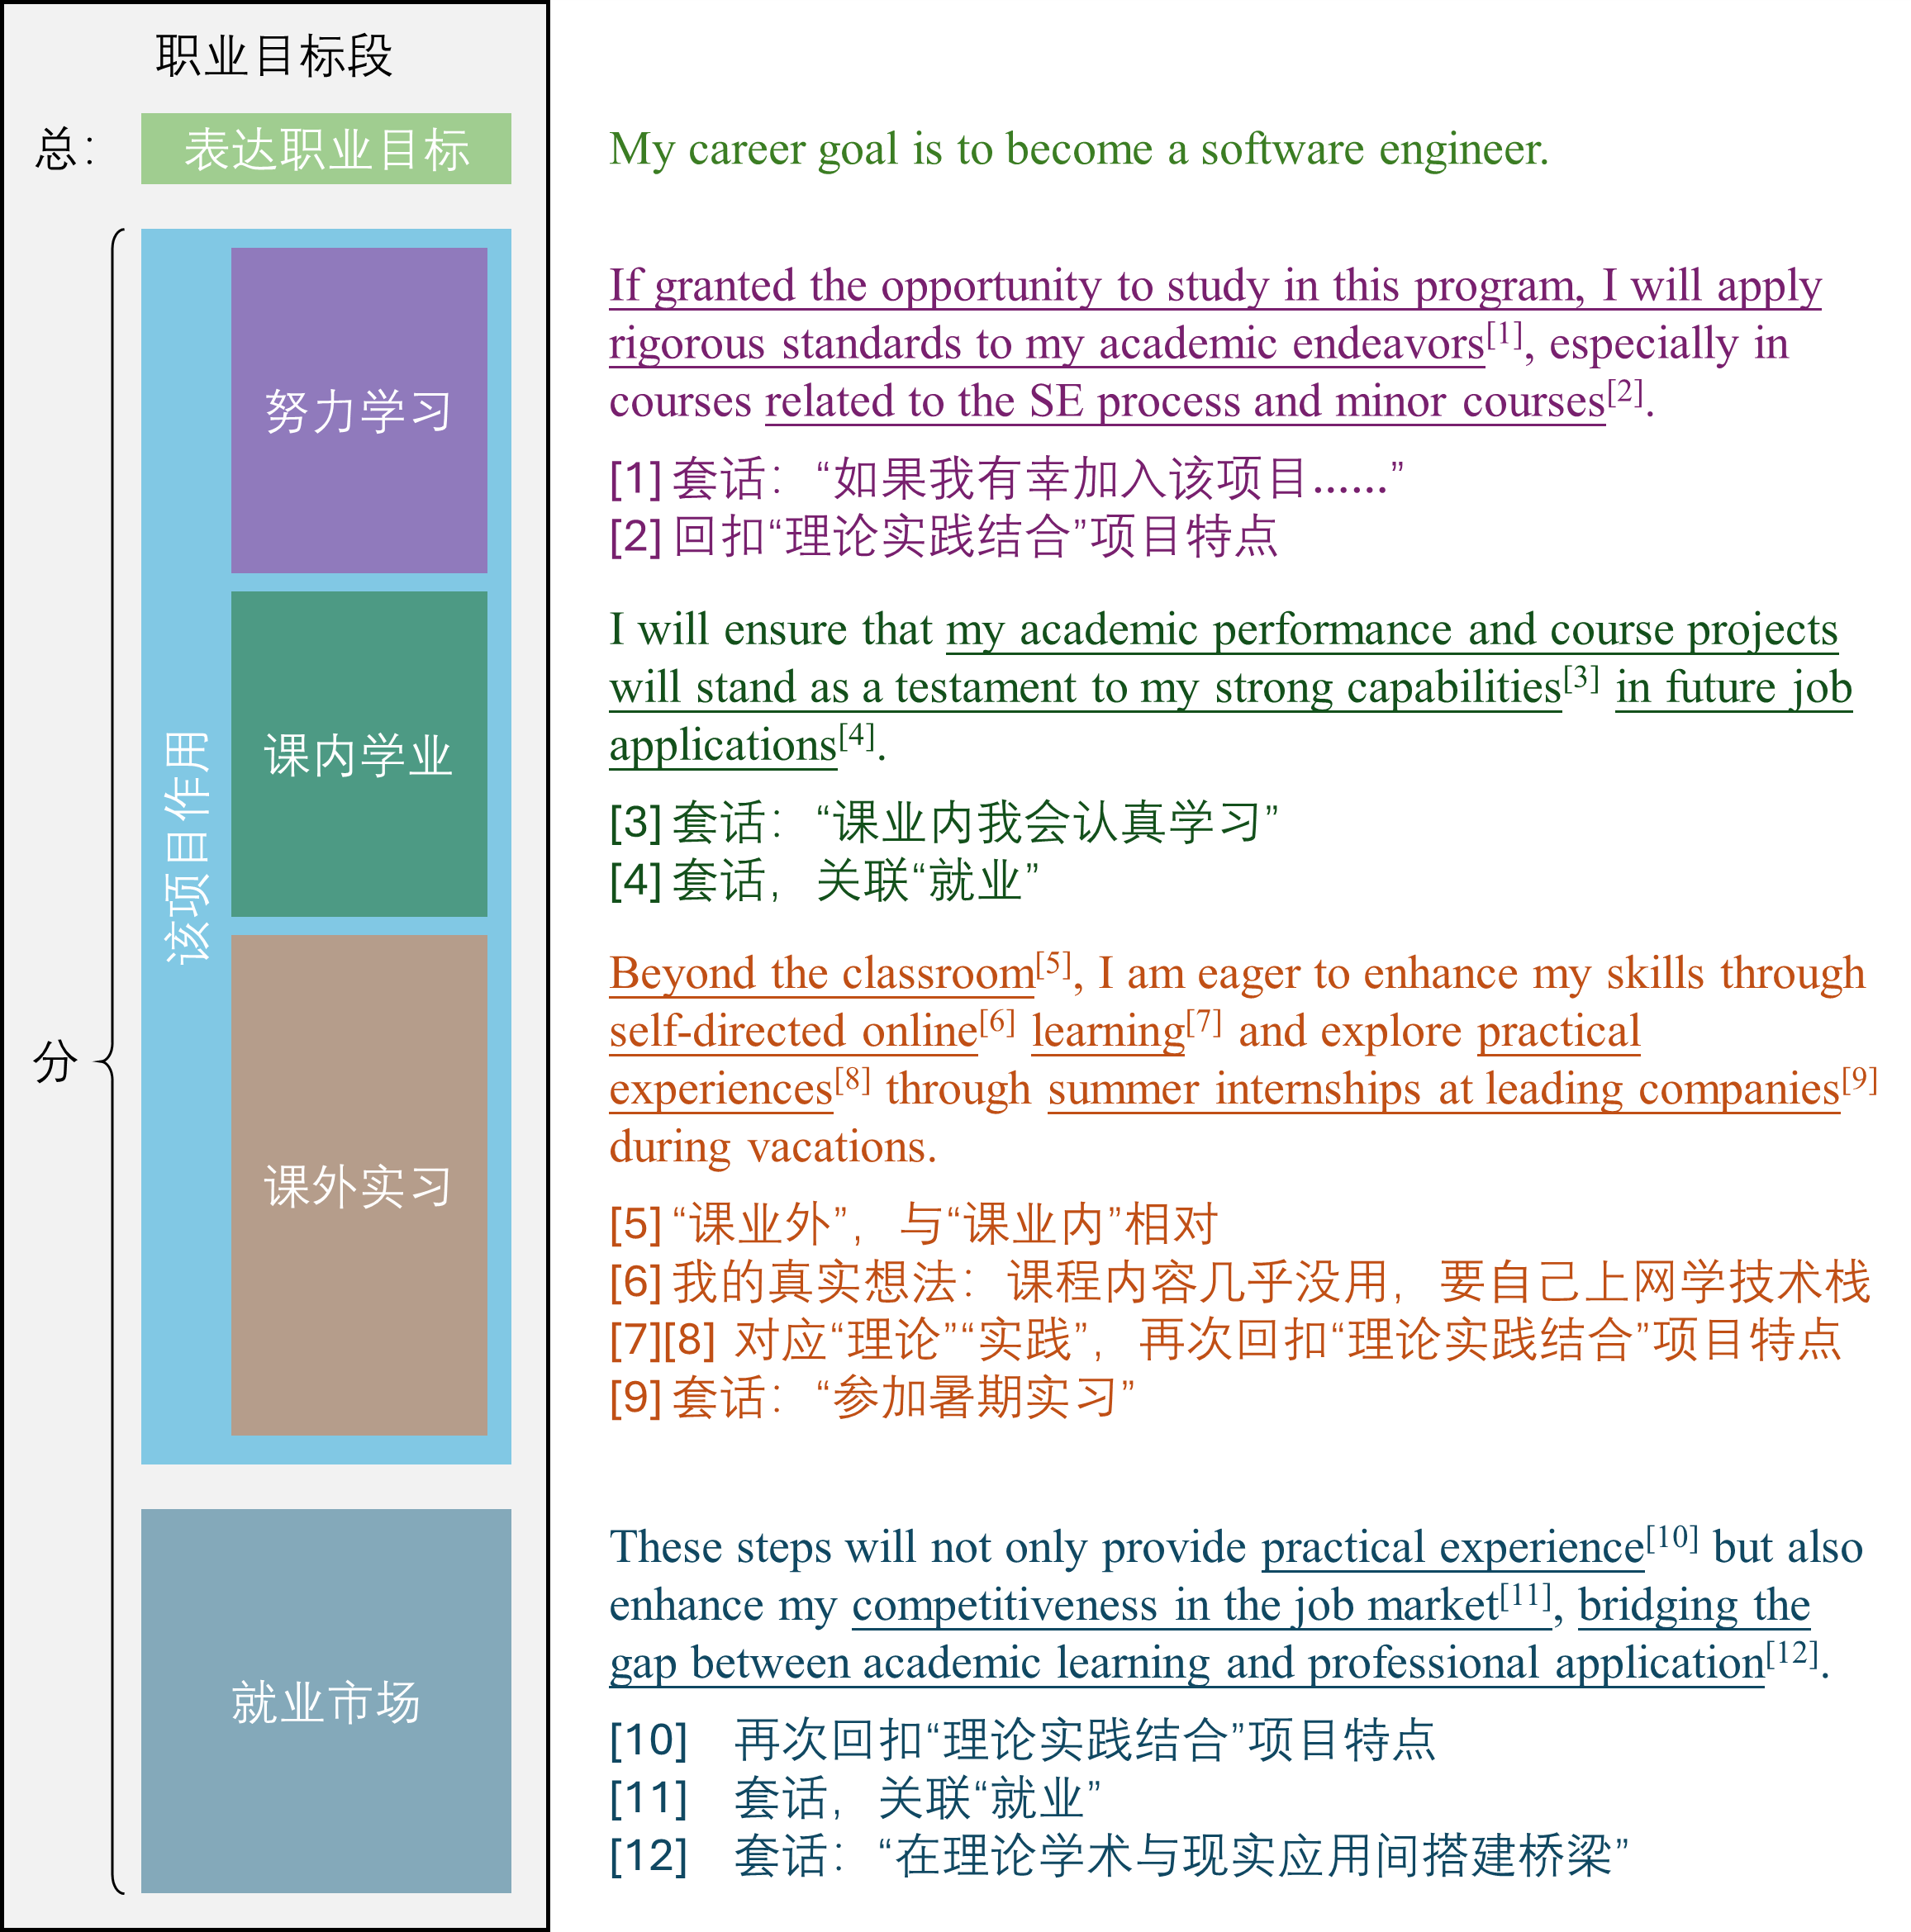 职业目标段
总：
表达职业目标
My career goal is to become a software engineer.
分
该项目作用
努力学习
If granted the opportunity to study in this program, I will apply
rigorous standards to my academic endeavors[1], especially in
courses related to the SE process and minor courses[2].
[1] 套话：“如果我有幸加入该项目……”
[2] 回扣“理论实践结合”项目特点
课内学业
I will ensure that my academic performance and course projects
will stand as a testament to my strong capabilities[3] in future job
applications[4].
[3] 套话：“课业内我会认真学习”
[4] 套话，关联“就业”
课外实习
Beyond the classroom[5], I am eager to enhance my skills through
self-directed online[6] learning[7] and explore practical
experiences[8] through summer internships at leading companies[9]
during vacations.
[5] “课业外”，与“课业内”相对
[6] 我的真实想法：课程内容几乎没用，要自己上网学技术栈
[7][8] 对应“理论”“实践”，再次回扣“理论实践结合”项目特点
[9] 套话：“参加暑期实习”
就业市场
These steps will not only provide practical experience[10] but also
enhance my competitiveness in the job market[11], bridging the
gap between academic learning and professional application[12].
[10] 再次回扣“理论实践结合”项目特点
[11] 套话，关联“就业”
[12] 套话：“在理论学术与现实应用间搭建桥梁”